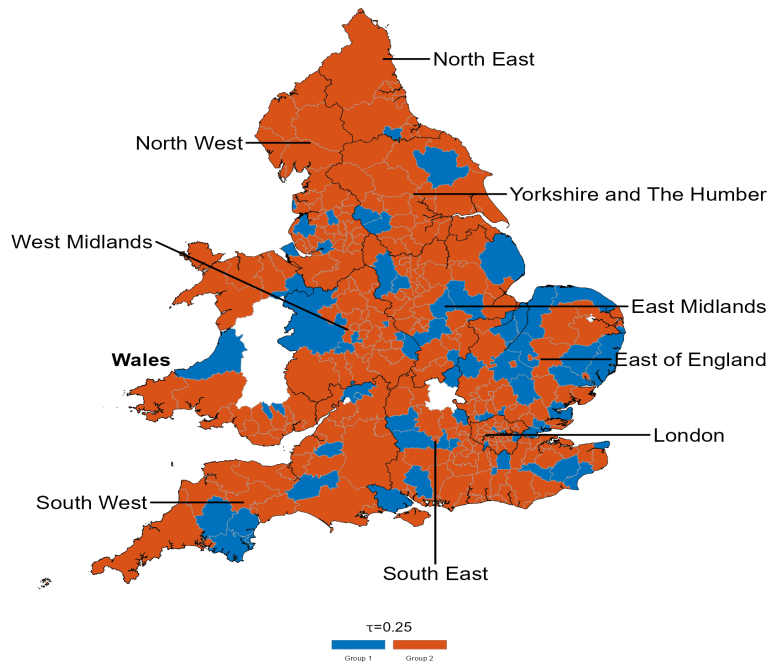 North East
North West
Yorkshire and The Humber
West Midlands
East Midlands
Wales
East of England
London
South West
South East
τ=0.25
Group 1
Group 2